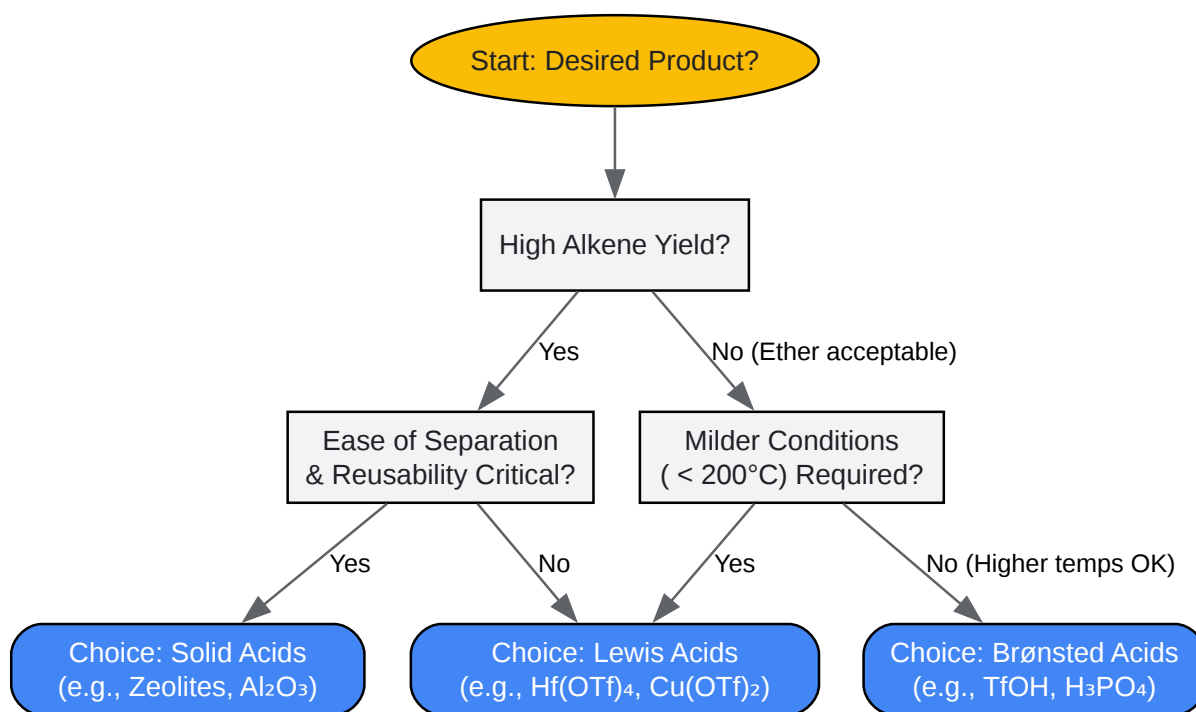 Start: Desired Product?
High Alkene Yield?
Yes
No (Ether acceptable)
Ease of Separation
& Reusability Critical?
Milder Conditions
( < 200°C) Required?
Yes
No
Yes
No (Higher temps OK)
Choice: Solid Acids
(e.g., Zeolites, Al₂O₃)
Choice: Lewis Acids
(e.g., Hf(OTf)₄, Cu(OTf)₂)
Choice: Brønsted Acids
(e.g., TfOH, H₃PO₄)